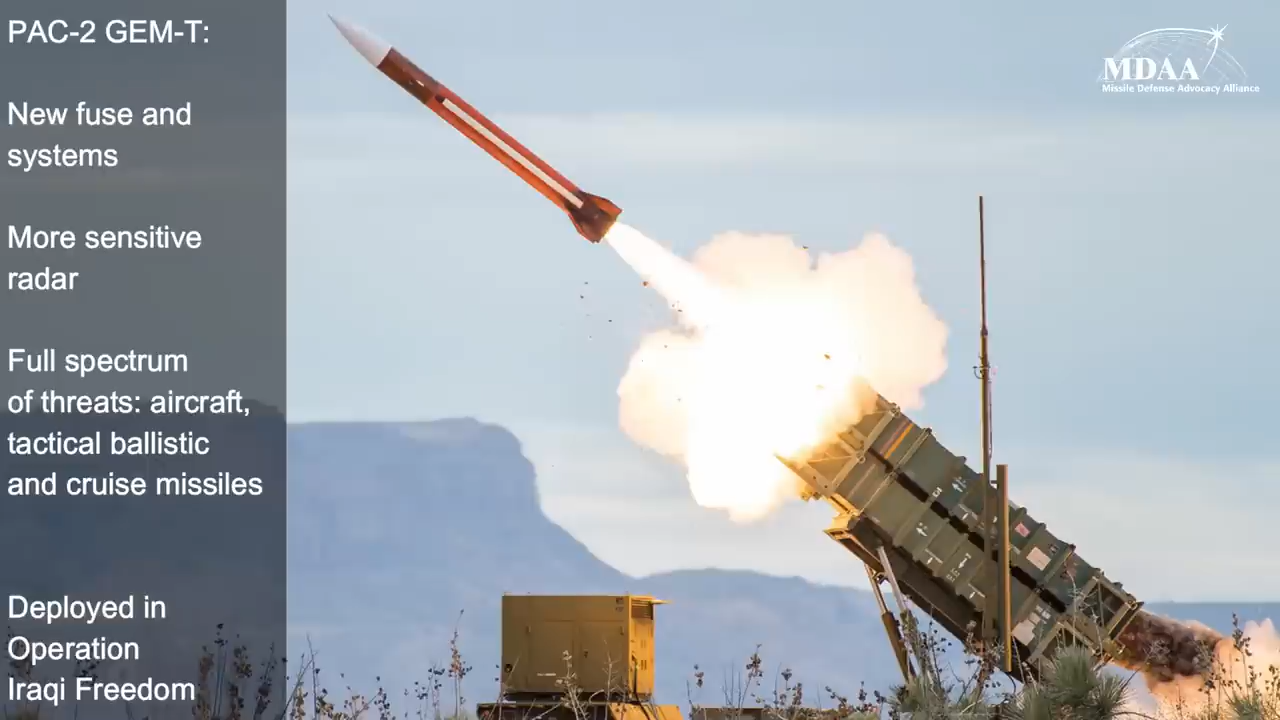 PAC-2 GEM-T:
New fuse and
systems
More sensitive
radar
Full spectrum
of threats: aircraft,
tactical ballistic
and cruise missiles
Deployed in
Operation
Iraqi Freedom
MDAA
Missile Defense Advocacy Alliance